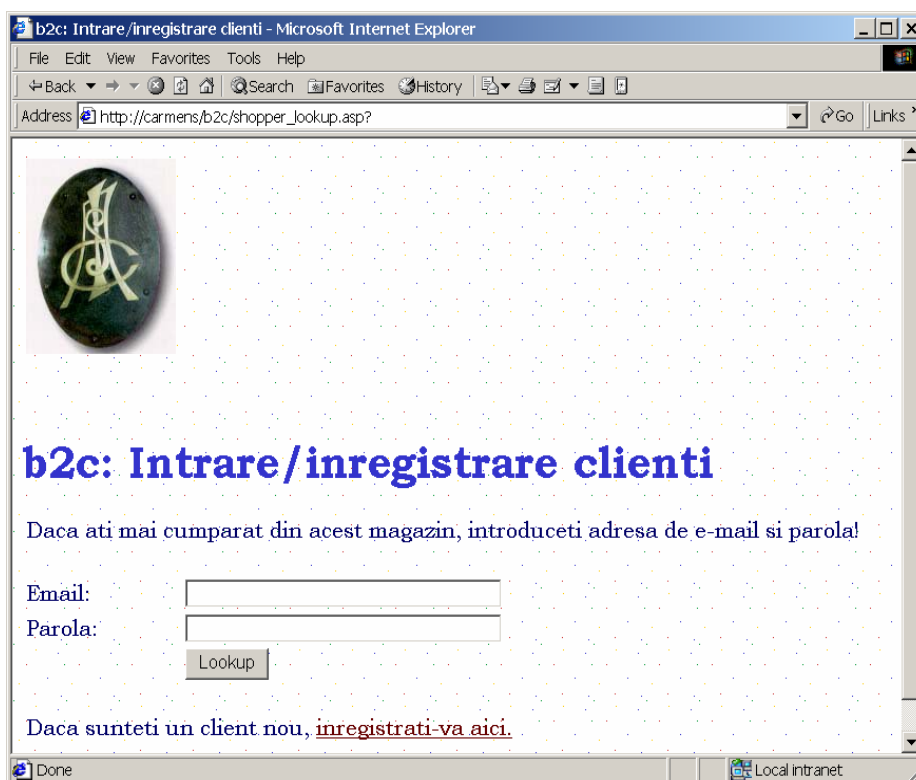 b2c: Intrare/inregistrare clienti - Microsoft Internet Explorer
File Edit View Favorites Tools Help
Back Search Favorites History
Address http://carmens/b2c/shopper_lookup.asp? Go Links
b2c: Intrare/inregistrare clienti
Daca ati mai cumparat din acest magazin, introduceti adresa de e-mail si parola!
Email:
Parola:
Lookup
Daca sunteti un client nou, inregistrati-va aici.
Done Local intranet